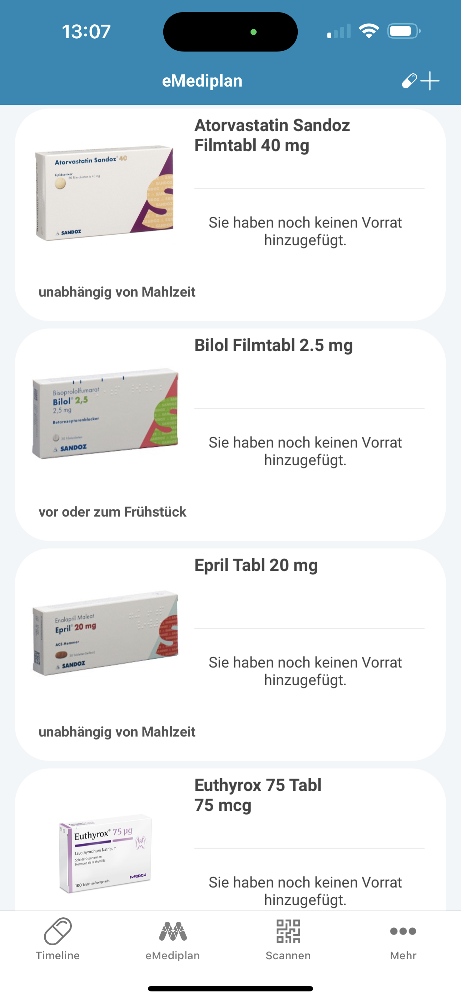 13:07
eMediplan
Atorvastatin Sandoz
Filmtabl 40 mg
Atorvastatin Sandoz® 40
Lipidsenker
30 Filmtabletten à 40 mg
SANDOZ
Sie haben noch keinen Vorrat
hinzugefügt.
unabhängig von Mahlzeit
Bilol Filmtabl 2.5 mg
Bisoprololfumarat
Bilol® 2,5
2,5 mg
Betarezeptorenblocker
30 Filmtabletten
SANDOZ
Sie haben noch keinen Vorrat
hinzugefügt.
vor oder zum Frühstück
Epril Tabl 20 mg
Enalapril Maleat
Epril® 20 mg
ACE-Hemmer
30 Tabletten (teilbar)
SANDOZ
Sie haben noch keinen Vorrat
hinzugefügt.
unabhängig von Mahlzeit
Euthyrox 75 Tabl
75 mcg
Euthyrox® 75 µg
Levothyroxinum Natricum
Schilddrüsenhormon
Hormone de la thyroïde
MERCK
100 Tabletten/comprimés
Sie haben noch keinen Vorrat
hinzugefügt.
Timeline
eMediplan
Scannen
Mehr